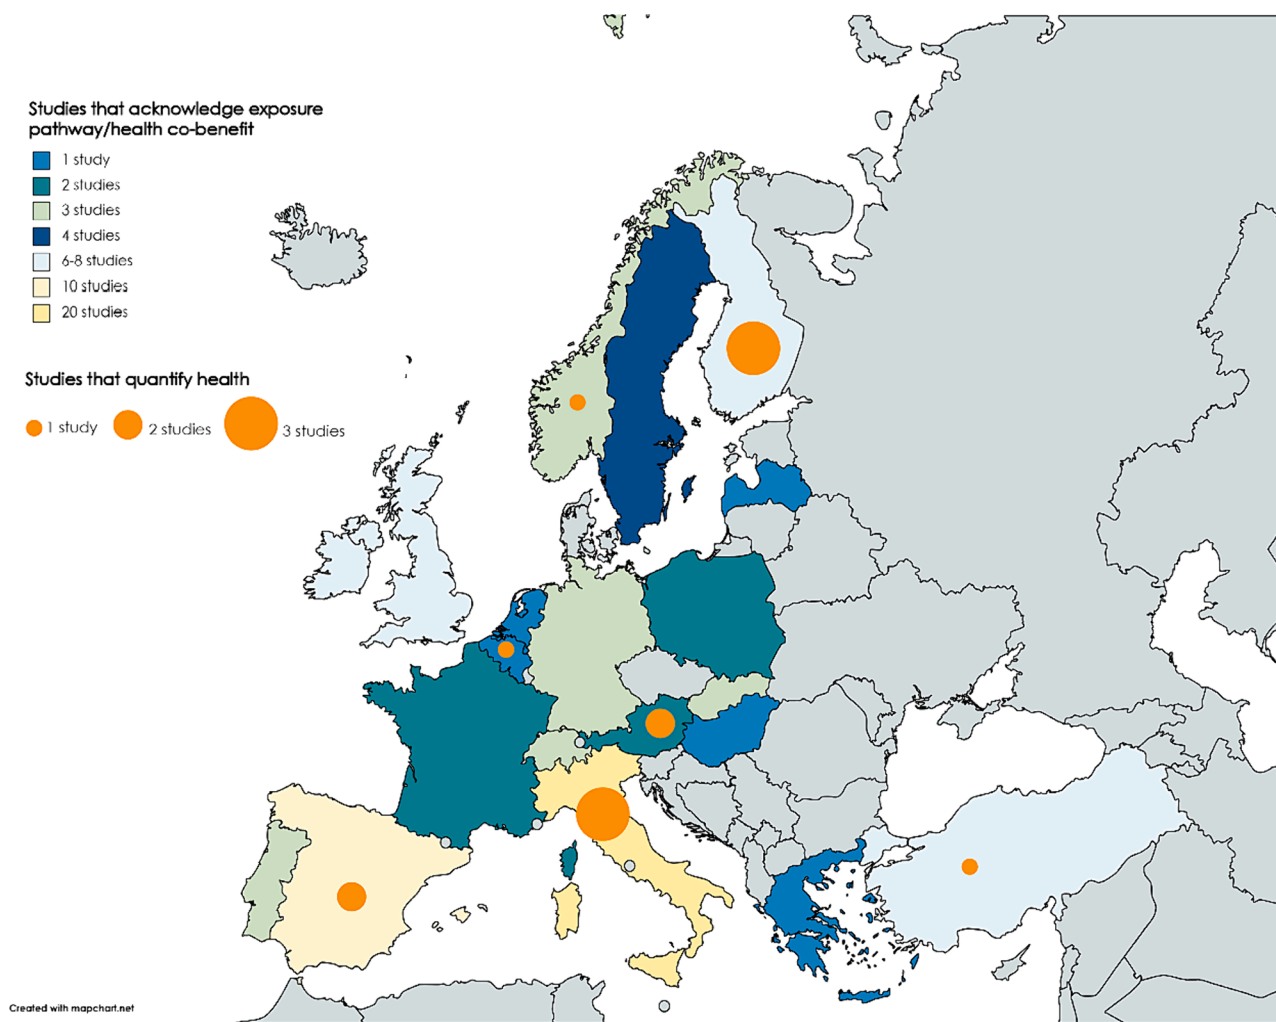 Studies that acknowledge exposure
pathway/health co-benefit
1 study
2 studies
3 studies
4 studies
6-8 studies
10 studies
20 studies
Studies that quantify health
1 study 2 studies 3 studies
Created with mapchart.net